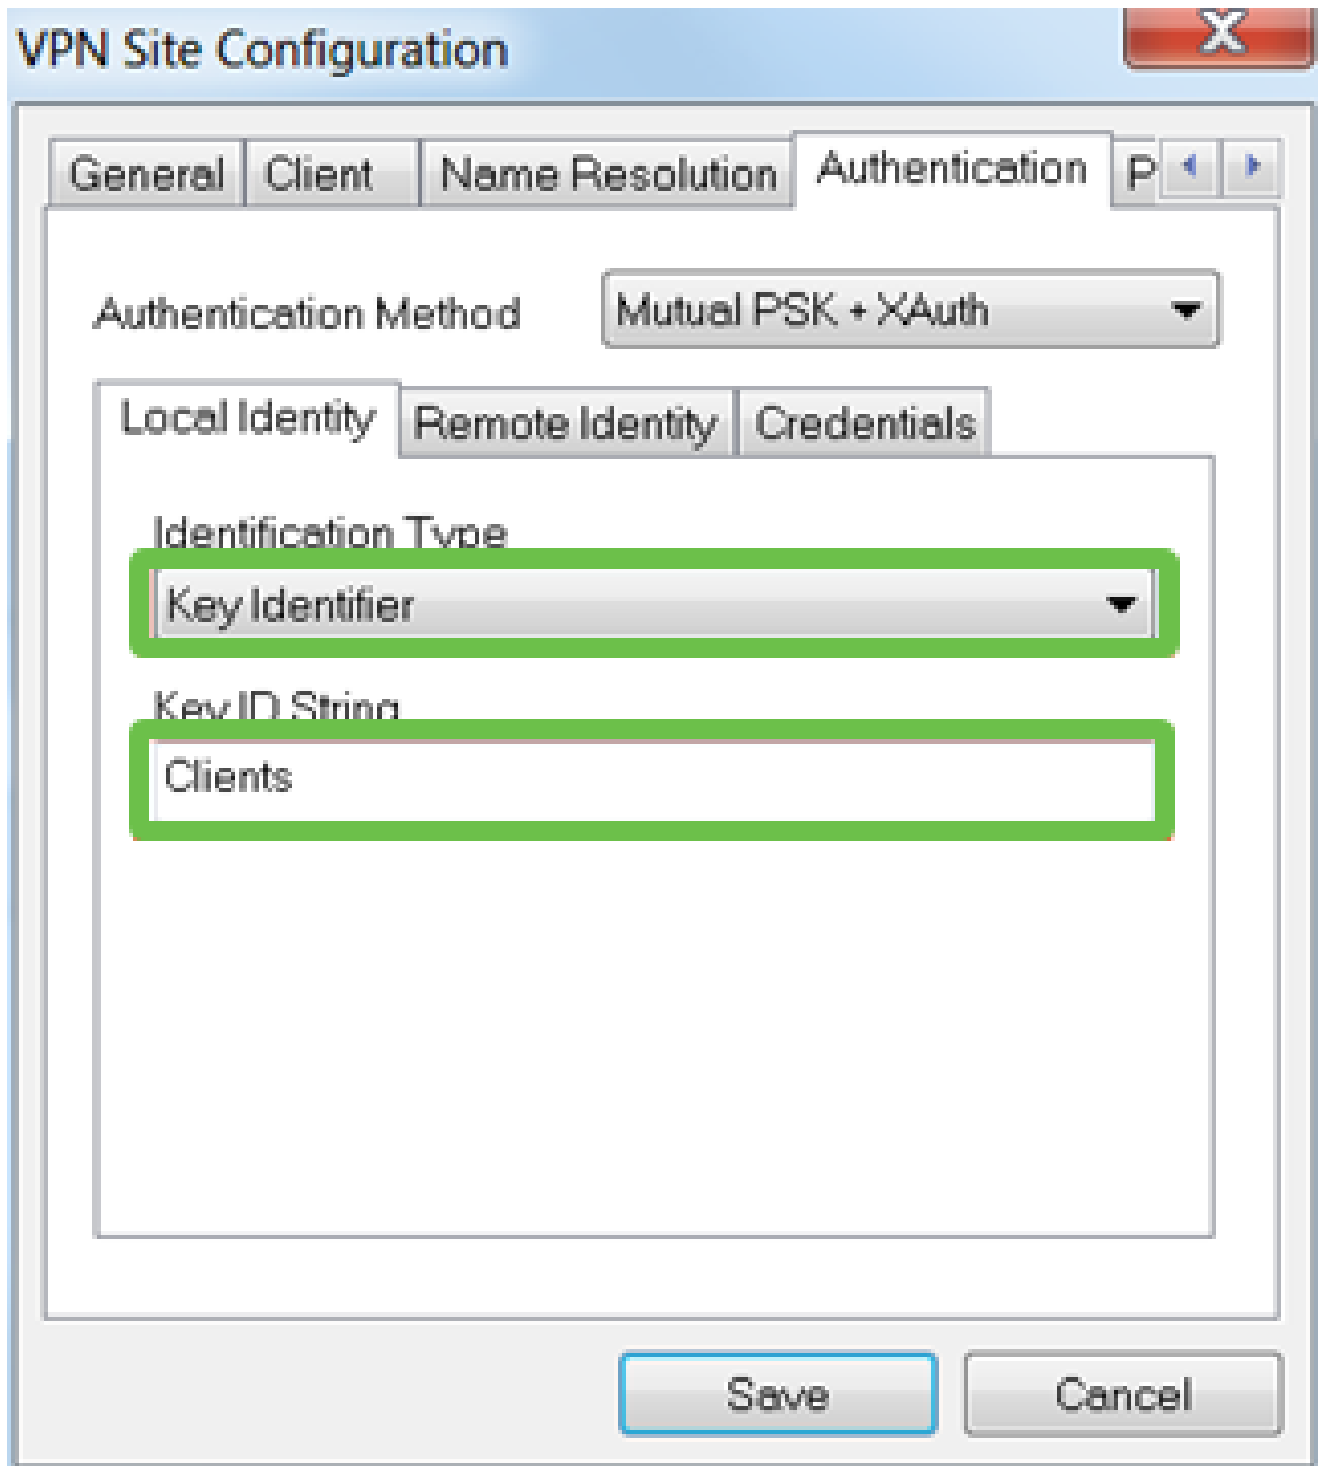 VPN Site Configuration
X
General Client Name Resolution Authentication P
Authentication Method Mutual PSK + XAuth
Local Identity Remote Identity Credentials
Identification Type
Key Identifier
Key ID String
Clients
Save Cancel